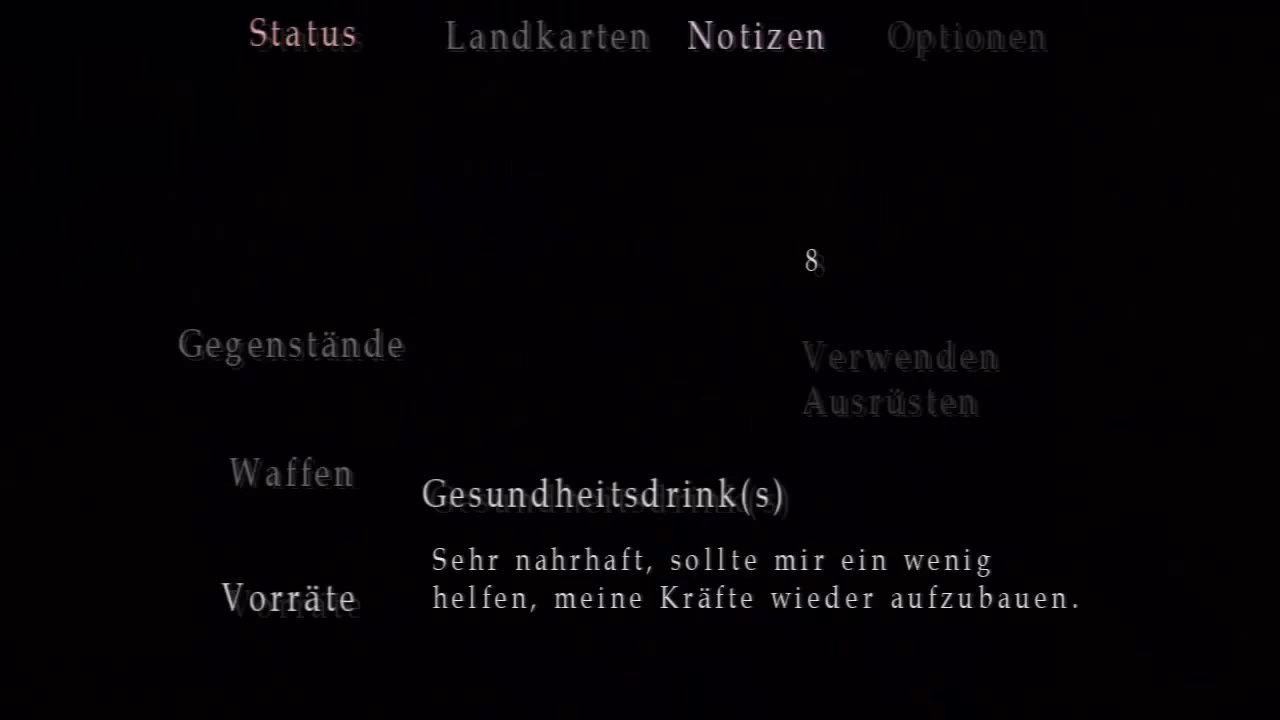 Status Landkarten Notizen Optionen
8
Gegenstände
Verwenden
Ausrüsten
Waffen
Gesundheitsdrink(s)
Sehr nahrhaft, sollte mir ein wenig
helfen, meine Kräfte wieder aufzubauen.
Vorräte